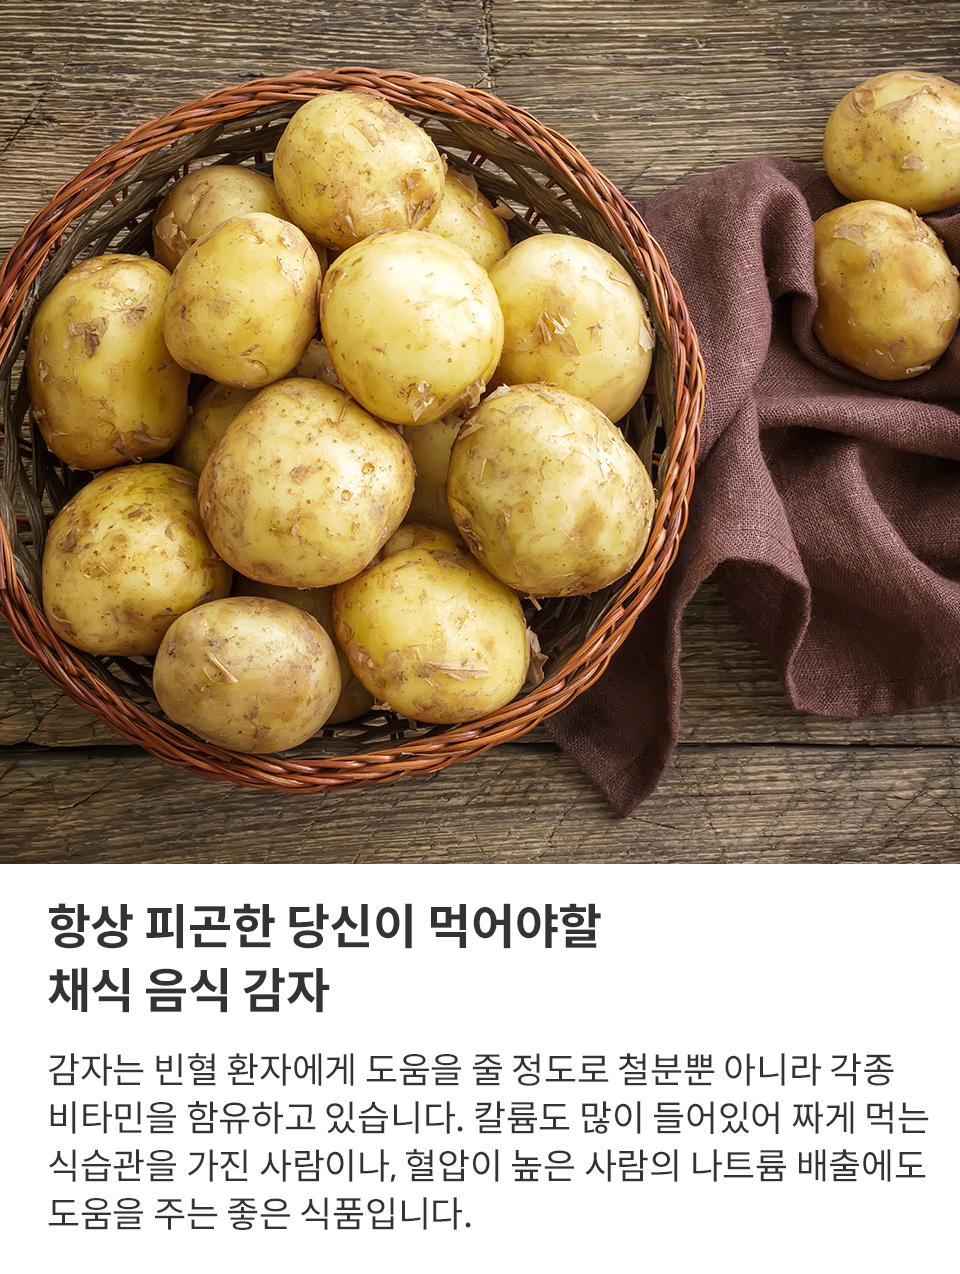 항상 피곤한 당신이 먹어야할
채식 음식 감자
감자는 빈혈 환자에게 도움을 줄 정도로 철분뿐 아니라 각종
비타민을 함유하고 있습니다. 칼륨도 많이 들어있어 짜게 먹는
식습관을 가진 사람이나, 혈압이 높은 사람의 나트륨 배출에도
도움을 주는 좋은 식품입니다.